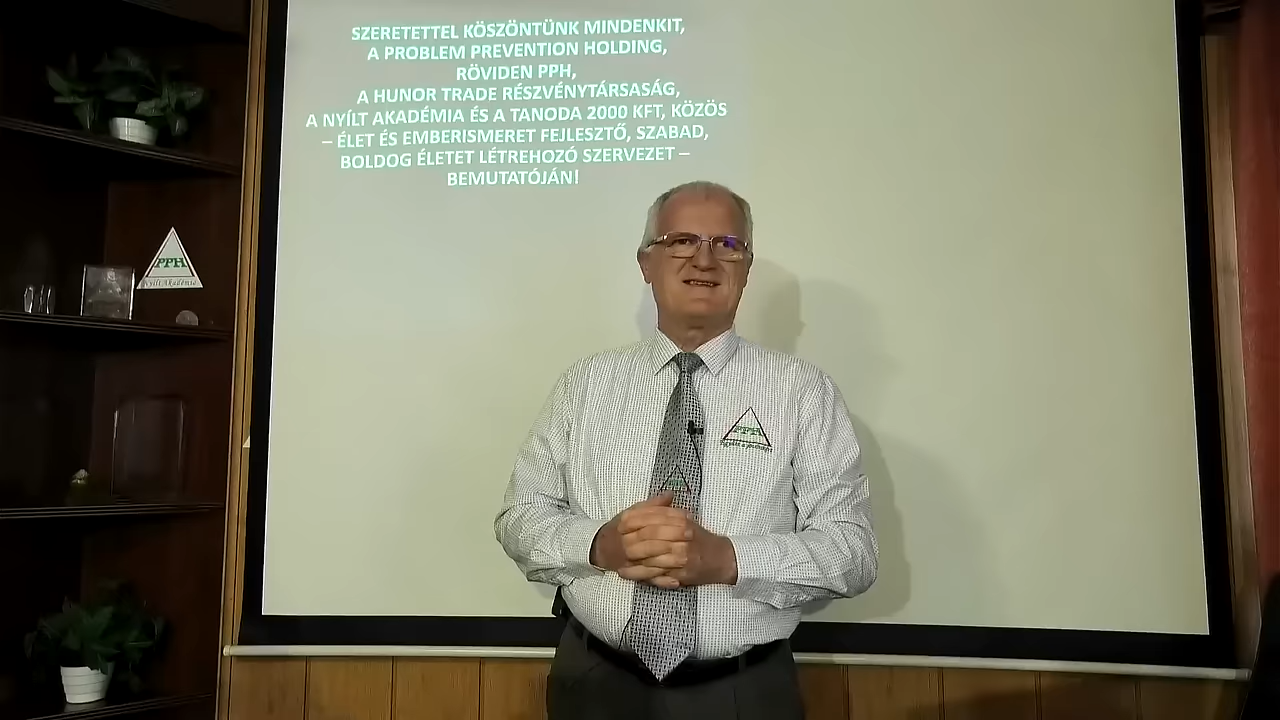 SZERETETTEL KÖSZÖNTÜNK MINDENKIT,
A PROBLEM PREVENTION HOLDING,
RÖVIDEN PPH,
A HUNOR TRADE RÉSZVÉNYTÁRSASÁG,
A NYÍLT AKADÉMIA ÉS A TANODA 2000 KFT, KÖZÖS
– ÉLET ÉS EMBERISMERET FEJLESZTŐ, SZABAD,
BOLDOG ÉLETET LÉTREHOZÓ SZERVEZET –
BEMUTATÓJÁN!
PPH
Nyílt Akadémia
PPH